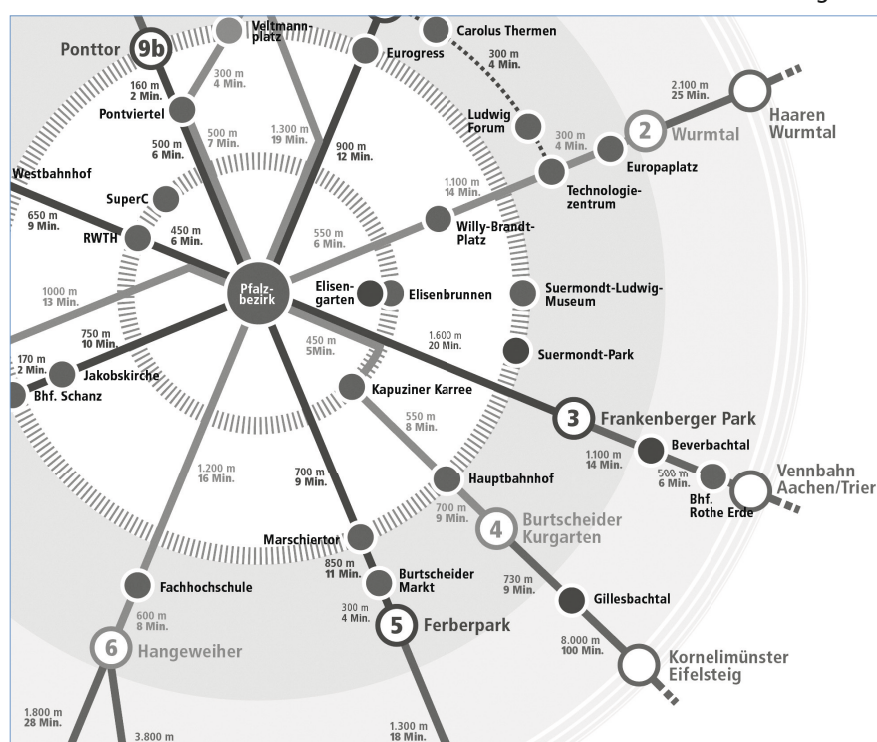 Veltmann-
platz
Carolus Thermen
Ponttor
9b
Eurogress
300 m
4 Min.
160 m
2 Min.
300 m
4 Min.
2.100 m
25 Min.
Pontviertel
Ludwig
Forum
Haaren
Wurmtal
500 m
6 Min.
500 m
7 Min.
1.300 m
19 Min.
900 m
12 Min.
300 m
4 Min.
2
Wurmtal
Europaplatz
Westbahnhof
SuperC
1.100 m
14 Min.
Technologie-
zentrum
650 m
9 Min.
RWTH
450 m
6 Min.
550 m
6 Min.
Willy-Brandt-
Platz
1000 m
13 Min.
Pfalz-
bezirk
Elisen-
garten
Elisenbrunnen
Suermondt-Ludwig-
Museum
750 m
10 Min.
450 m
5Min.
1.600 m
20 Min.
Suermondt-Park
170 m
2 Min.
Jakobskirche
Bhf. Schanz
Kapuziner Karree
3
Frankenberger Park
550 m
8 Min.
Beverbachtal
1.100 m
14 Min.
500 m
6 Min.
Bhf.
Rothe Erde
Vennbahn
Aachen/Trier
1.200 m
16 Min.
700 m
9 Min.
Hauptbahnhof
700 m
9 Min.
4
Burtscheider
Kurgarten
Marschiertor
850 m
11 Min.
Burtscheider
Markt
730 m
9 Min.
Gillesbachtal
Fachhochschule
300 m
4 Min.
5
Ferberpark
600 m
8 Min.
6
Hangeweiher
8.000 m
100 Min.
Kornelimünster
Eifelsteig
1.800 m
28 Min.
3.800 m
1.300 m
18 Min.